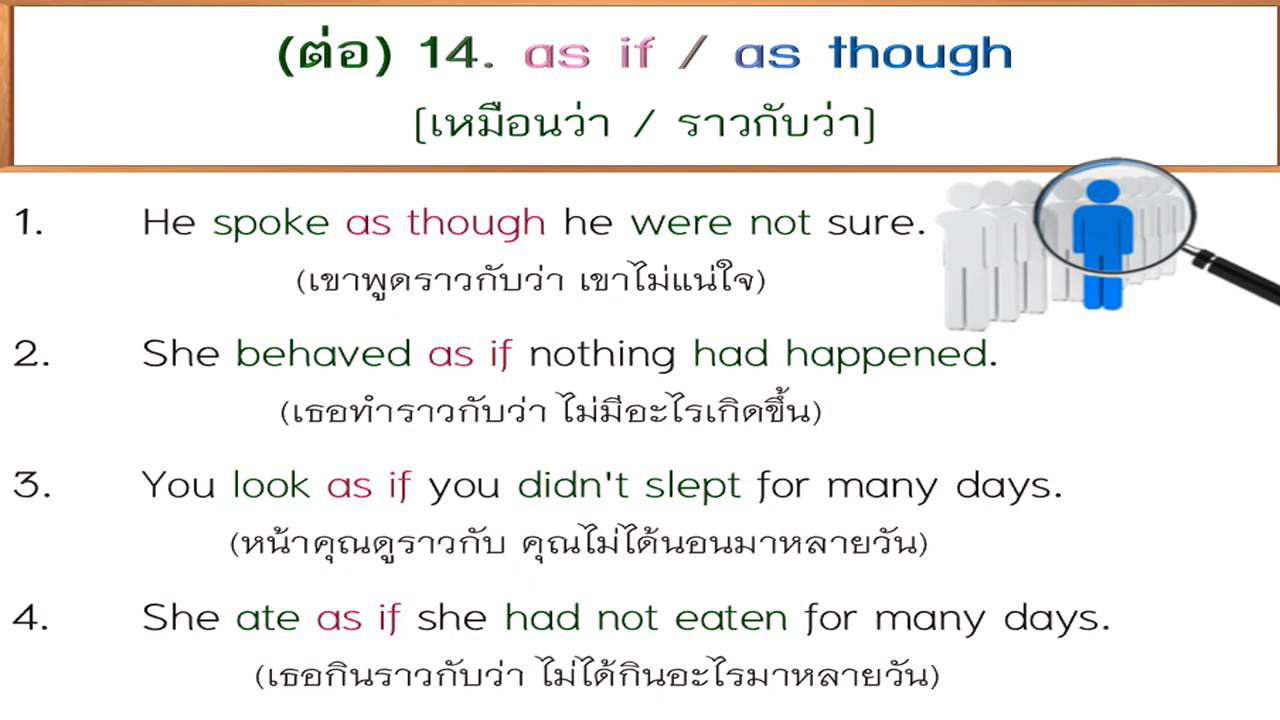 (ต่อ) 14. as if / as though
[เหมือนว่า / ราวกับว่า]
1. He spoke as though he were not sure.
(เขาพูดราวกับว่า เขาไม่แน่ใจ)
2. She behaved as if nothing had happened.
(เธอทำราวกับว่า ไม่มีอะไรเกิดขึ้น)
3. You look as if you didn't slept for many days.
(หน้าคุณดูราวกับ คุณไม่ได้นอนมาหลายวัน)
4. She ate as if she had not eaten for many days.
(เธอกินราวกับว่า ไม่ได้กินอะไรมาหลายวัน)